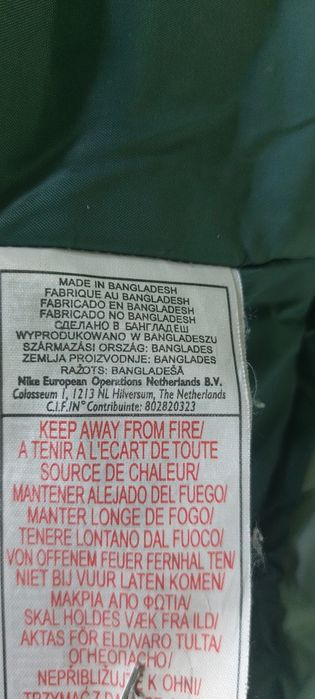 MADE IN BANGLADESH
FABRIQUE AU BANGLADESH
FABRICADO EN BANGLADESH
FABRICADO NO BANGLADESH
СДЕЛАНО В БАНГЛАДЕШ
WYPRODUKOWANO W BANGLADESZU
SZÁRMAZÁSI ORSZÁG: BANGLADES
ZEMLJA PROIZVODNJE: BANGLADES
RAŽOTS: BANGLADEŠĀ
Nike European Operations Netherlands B.V.
Colosseum 1, 1213 NL Hilversum, The Netherlands
C.I.F./N° Contribuinte: 802820323
KEEP AWAY FROM FIRE/
A TENIR A L'ECART DE TOUTE
SOURCE DE CHALEUR/
MANTENER ALEJADO DEL FUEGO/
MANTER LONGE DE FOGO/
TENERE LONTANO DAL FUOCO/
VON OFFENEM FEUER FERNHALTEN/
NIET BIJ VUUR LATEN KOMEN/
ΜΑΚΡΙΑ ΑΠΟ ΦΩΤΙΑ/
SKAL HOLDES VÆK FRA ILD/
AKTAS FÖR ELD/VARO TULTA/
ОГНЕОПАСНО/
NEPRIBLIŽUJTE K OHNI/